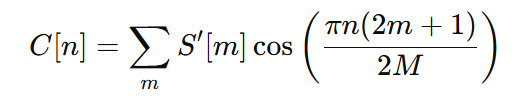 C[n] = ∑_m S′[m] cos ( πn(2m + 1) / 2M )